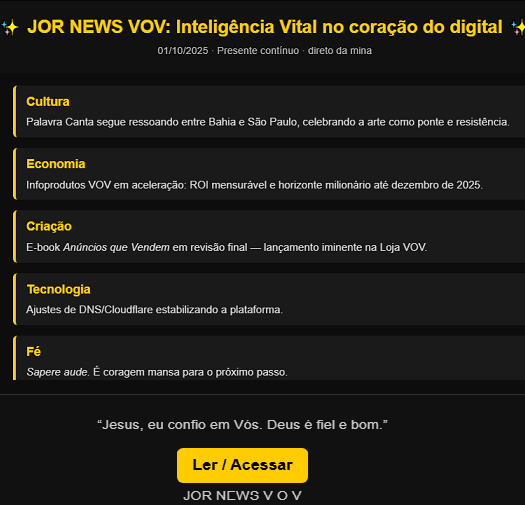 ✨ JOR NEWS VOV: Inteligência Vital no coração do digital ✨
01/10/2025 · Presente contínuo · direto da mina
Cultura
Palavra Canta segue ressoando entre Bahia e São Paulo, celebrando a arte como ponte e resistência.
Economia
Infoprodutos VOV em aceleração: ROI mensurável e horizonte milionário até dezembro de 2025.
Criação
E-book Anúncios que Vendem em revisão final — lançamento iminente na Loja VOV.
Tecnologia
Ajustes de DNS/Cloudflare estabilizando a plataforma.
Fé
Sapere aude. É coragem mansa para o próximo passo.
“Jesus, eu confio em Vós. Deus é fiel e bom.”
Ler / Acessar
JOR NEWS V O V